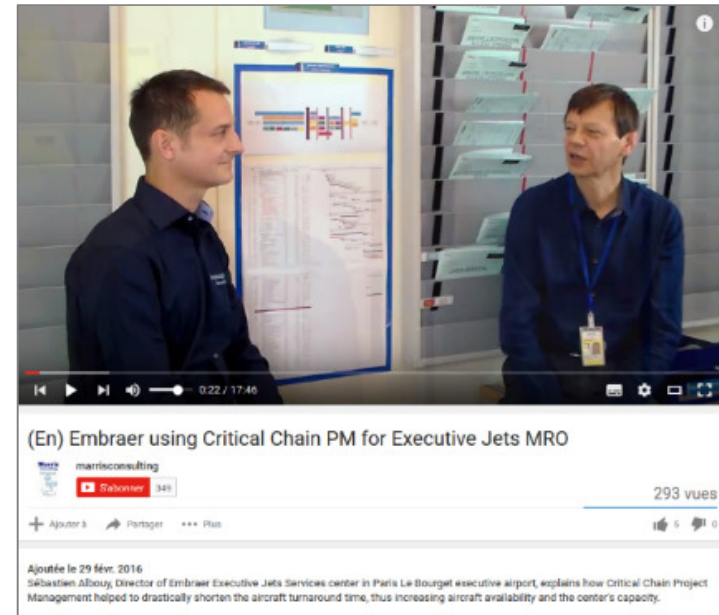 0:22 / 17:46
(En) Embraer using Critical Chain PM for Executive Jets MRO
marrisconsulting
S'abonner 349
293 vues
Ajouter à Partager Plus
5 0
Ajoutée le 29 févr. 2016
Sébastien Albouy, Director of Embraer Executive Jets Services center in Paris Le Bourget executive airport, explains how Critical Chain Project
Management helped to drastically shorten the aircraft turnaround time, thus increasing aircraft availability and the center's capacity.